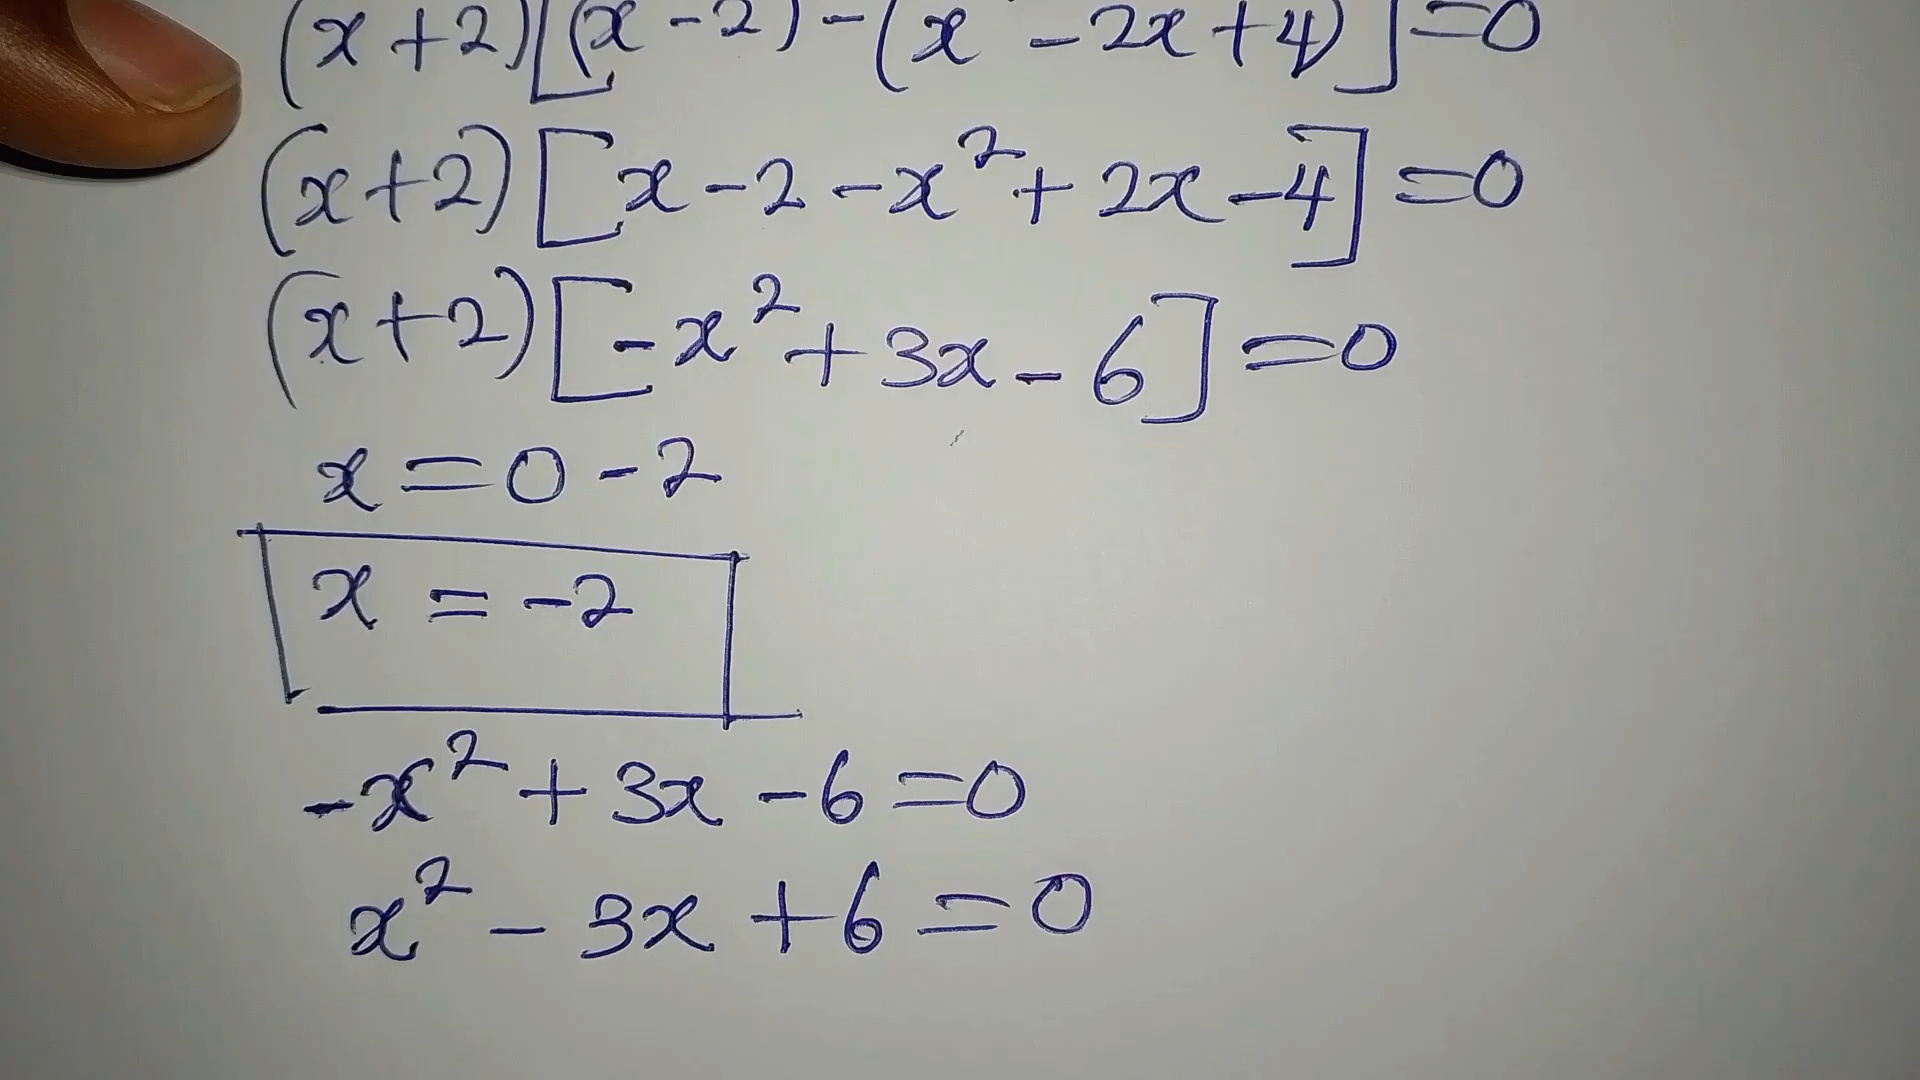 (x+2)[(x-2)-(x -2x+4)]=0
(x+2)[x-2-x²+2x-4]=0
(x+2)[-x²+3x-6]=0
x=0-2
x=-2
-x²+3x-6=0
x²-3x+6=0